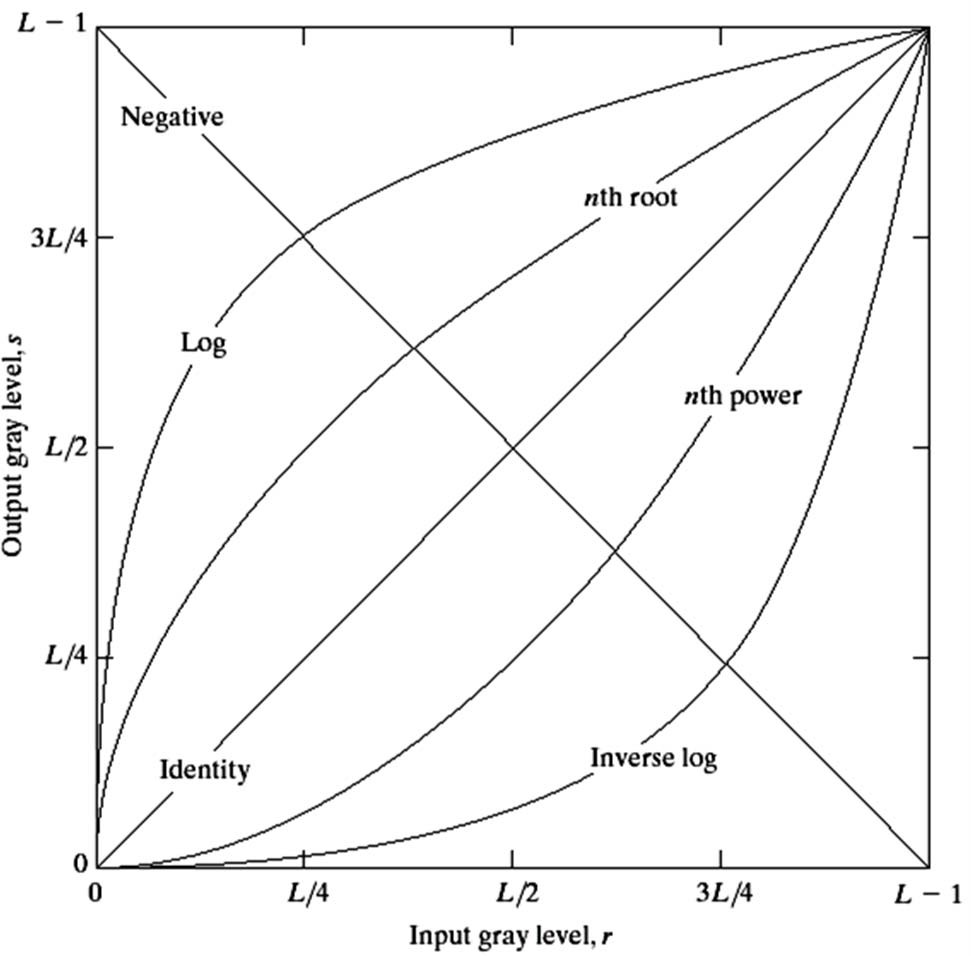 L − 1
Negative
nth root
3L/4
Log
nth power
L/2
Output gray level, s
L/4
Identity
Inverse log
0
0
L/4
L/2
3L/4
L − 1
Input gray level, r